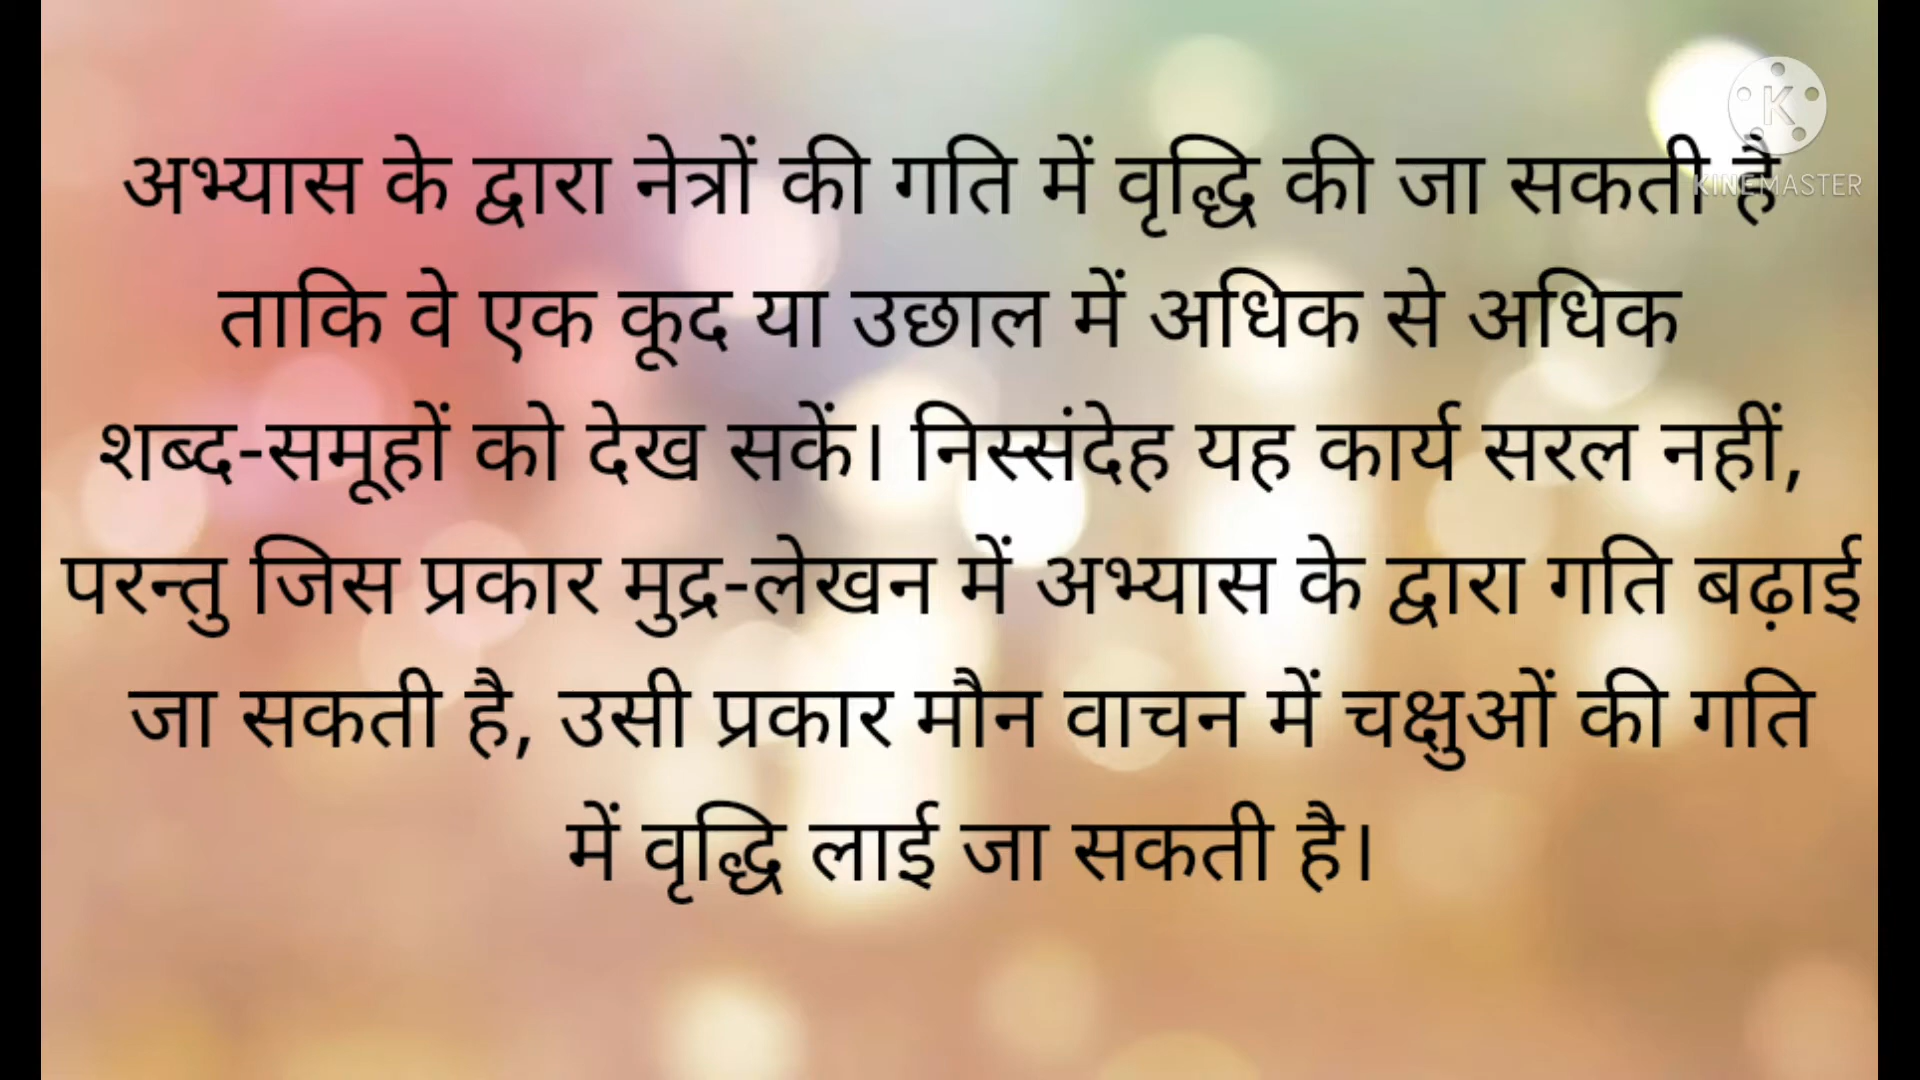 अभ्यास के द्वारा नेत्रों की गति में वृद्धि की जा सकती है
ताकि वे एक कूद या उछाल में अधिक से अधिक
शब्द-समूहों को देख सकें। निस्संदेह यह कार्य सरल नहीं,
परन्तु जिस प्रकार मुद्र-लेखन में अभ्यास के द्वारा गति बढ़ाई
जा सकती है, उसी प्रकार मौन वाचन में चक्षुओं की गति
में वृद्धि लाई जा सकती है।
K
KINEMASTER